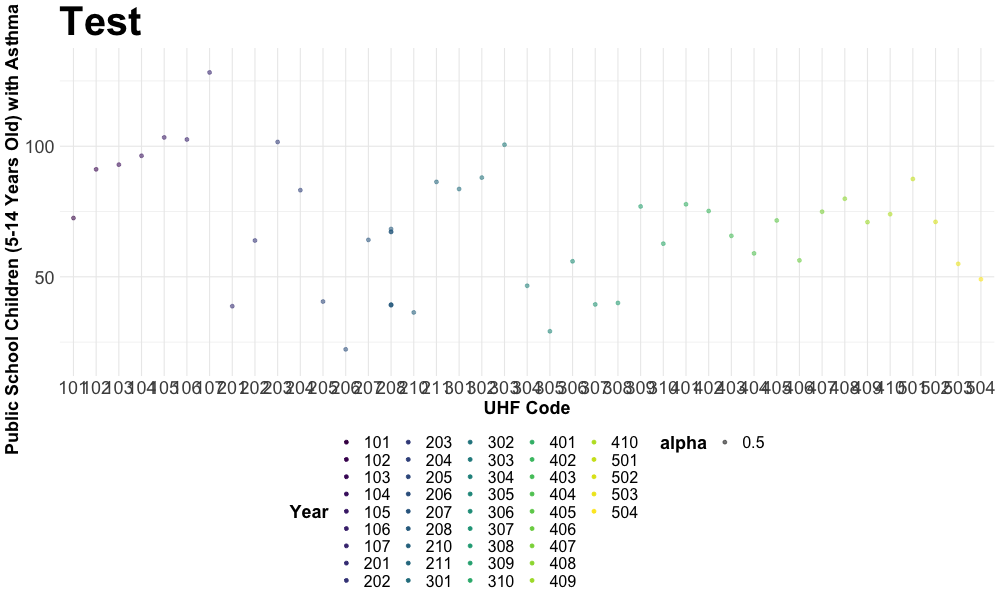 Test
Public School Children (5-14 Years Old) with Asthma
100
50
101 102 103 104 105 106 107 201 202 203 204 205 206 207 208 210 211 301 302 303 304 305 306 307 308 309 310 401 402 403 404 405 406 407 408 409 410 501 502 503 504
UHF Code
Year
101 203 302 401 410
102 204 303 402 501
103 205 304 403 502
104 206 305 404 503
105 207 306 405 504
106 208 307 406
107 210 308 407
201 211 309 408
202 301 310 409
alpha 0.5